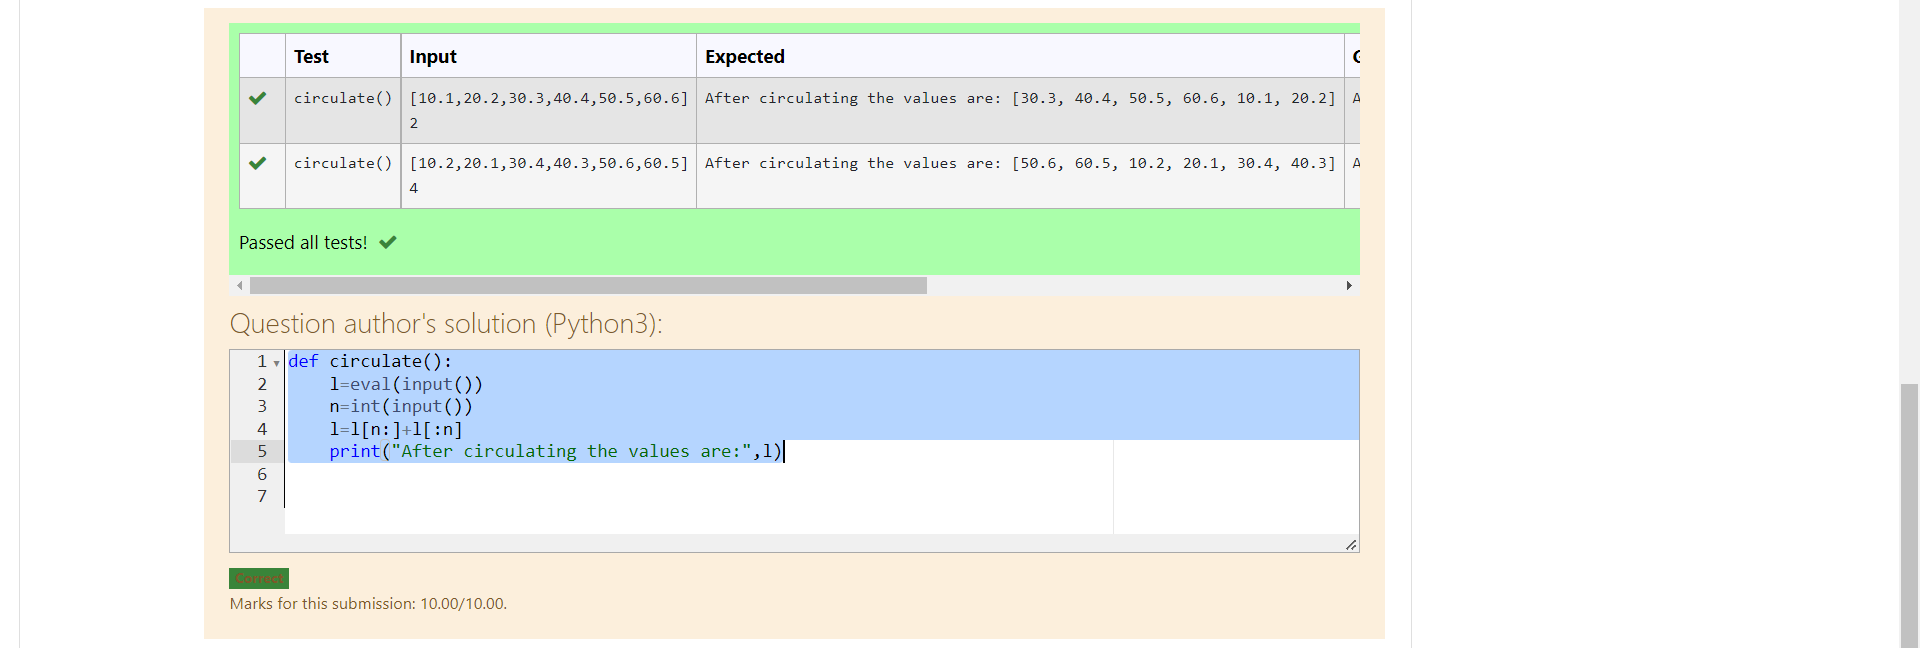 Test Input Expected
circulate() [10.1,20.2,30.3,40.4,50.5,60.6] After circulating the values are: [30.3, 40.4, 50.5, 60.6, 10.1, 20.2] A
2
circulate() [10.2,20.1,30.4,40.3,50.6,60.5] After circulating the values are: [50.6, 60.5, 10.2, 20.1, 30.4, 40.3] A
4
Passed all tests!
Question author's solution (Python3):
1 def circulate():
2     l=eval(input())
3     n=int(input())
4     l=l[n:]+l[:n]
5     print("After circulating the values are:",l)
6
7
Correct
Marks for this submission: 10.00/10.00.